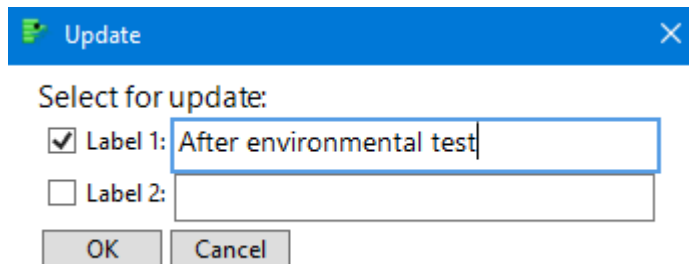 Update
Select for update:
Label 1: After environmental test
Label 2:
OK Cancel